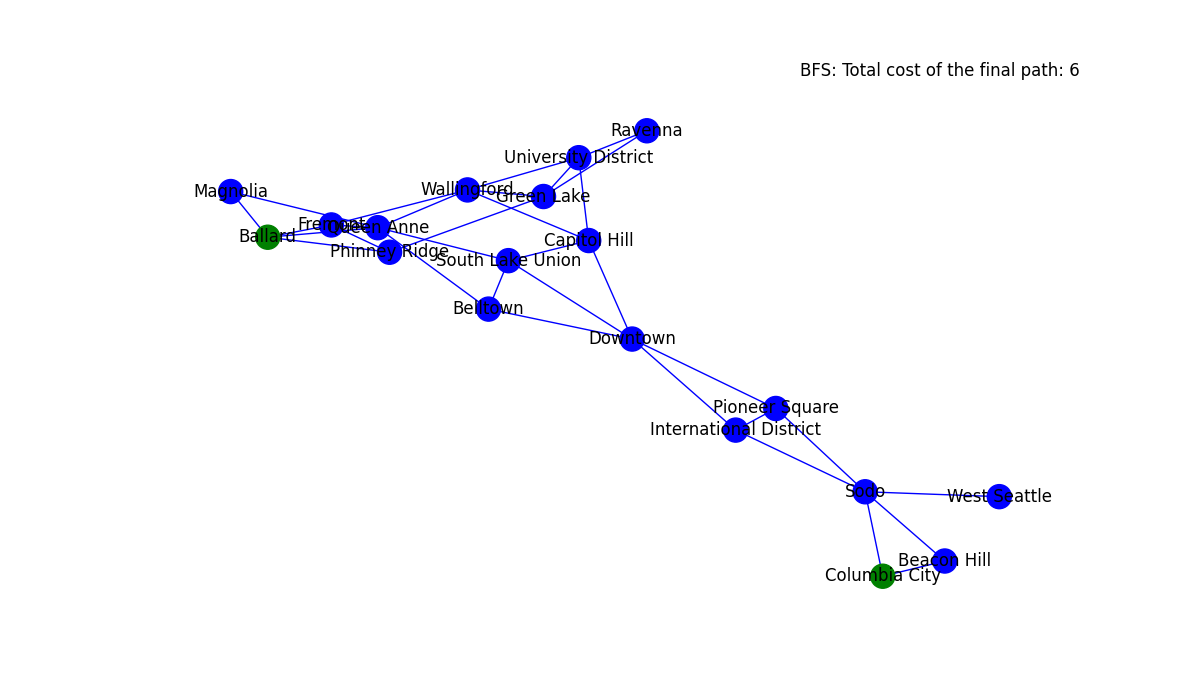 BFS: Total cost of the final path: 6
Ravenna
University District
Magnolia
Wallingford
Green Lake
Fremont
Queen Anne
Ballard
Capitol Hill
Phinney Ridge
South Lake Union
Belltown
Downtown
Pioneer Square
International District
Sodo
West Seattle
Beacon Hill
Columbia City